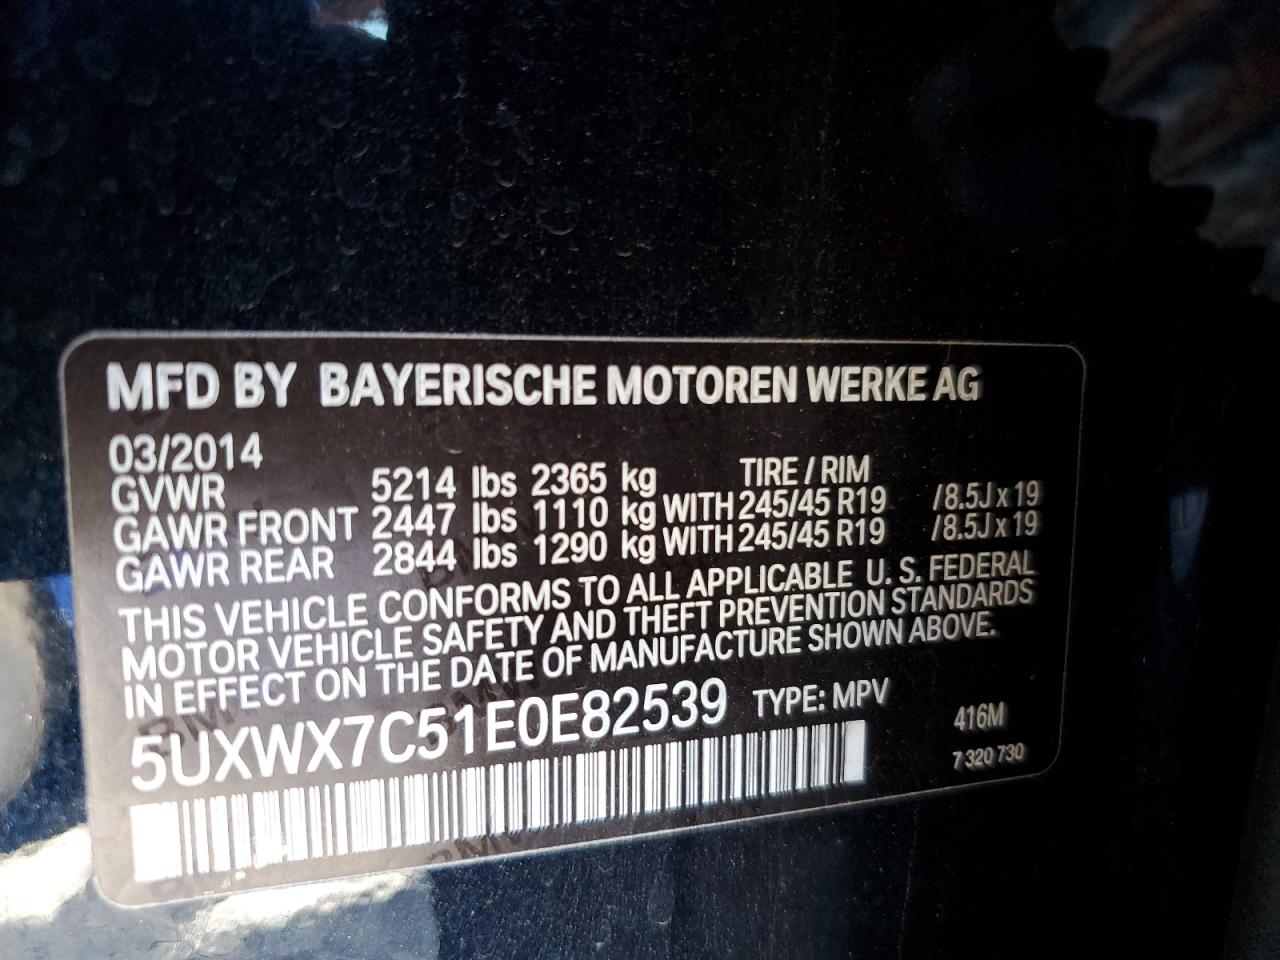 MFD BY BAYERISCHE MOTOREN WERKE AG
03/2014
GVWR 5214 lbs 2365 kg TIRE / RIM
GAWR FRONT 2447 lbs 1110 kg WITH 245/45 R19 /8.5J x 19
GAWR REAR 2844 lbs 1290 kg WITH 245/45 R19 /8.5J x 19
THIS VEHICLE CONFORMS TO ALL APPLICABLE U. S. FEDERAL
MOTOR VEHICLE SAFETY AND THEFT PREVENTION STANDARDS
IN EFFECT ON THE DATE OF MANUFACTURE SHOWN ABOVE.
5UXWX7C51E0E82539 TYPE: MPV
416M
7 320 730